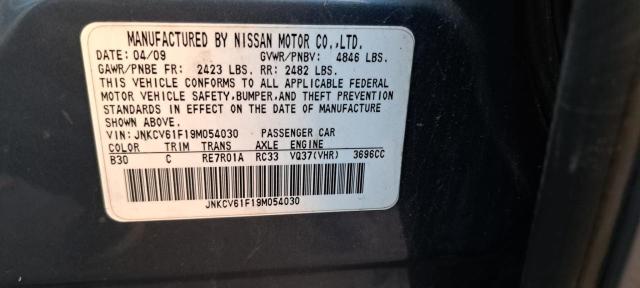 MANUFACTURED BY NISSAN MOTOR CO.,LTD.
DATE: 04/09 GVWR/PNBV: 4846 LBS.
GAWR/PNBE FR: 2423 LBS. RR: 2482 LBS.
THIS VEHICLE CONFORMS TO ALL APPLICABLE FEDERAL
MOTOR VEHICLE SAFETY,BUMPER,AND THEFT PREVENTION
STANDARDS IN EFFECT ON THE DATE OF MANUFACTURE
SHOWN ABOVE.
VIN: JNKCV61F19M054030 PASSENGER CAR
COLOR TRIM TRANS AXLE ENGINE
B30 C RE7R01A RC33 VQ37(VHR) 3696CC
JNKCV61F19M054030